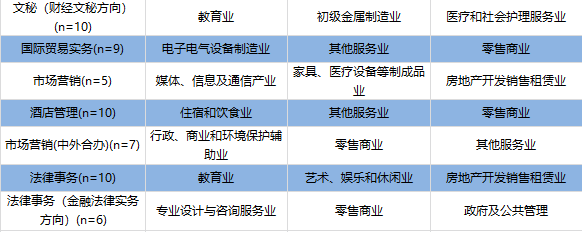 文秘（财经文秘方向）
(n=10)
教育业
初级金属制造业
医疗和社会护理服务业
国际贸易实务(n=9)
电子电气设备制造业
其他服务业
零售商业
市场营销(n=5)
媒体、信息及通信产业
家具、医疗设备等制成品
业
房地产开发销售租赁业
酒店管理(n=10)
住宿和饮食业
其他服务业
零售商业
市场营销(中外合办)(n=7)
行政、商业和环境保护辅
助业
零售商业
其他服务业
法律事务(n=10)
教育业
艺术、娱乐和休闲业
房地产开发销售租赁业
法律事务（金融法律实务
方向）(n=6)
专业设计与咨询服务业
零售商业
政府及公共管理